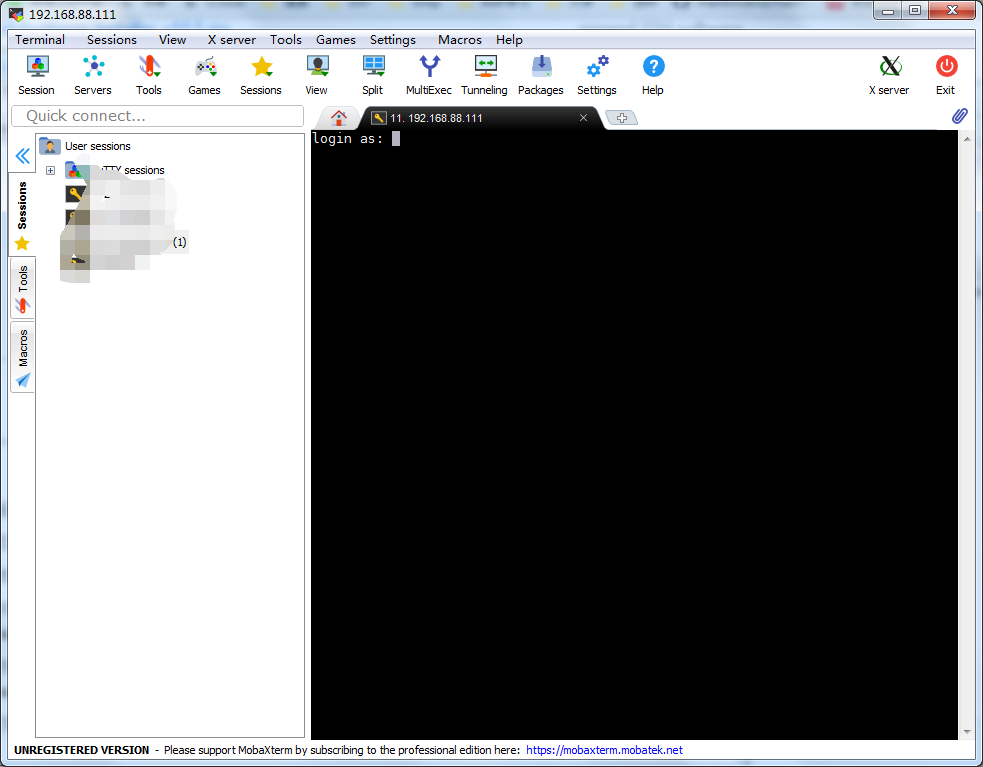 192.168.88.111
Terminal Sessions View X server Tools Games Settings Macros Help
Session Servers Tools Games Sessions View Split MultiExec Tunneling Packages Settings Help X server Exit
Quick connect...
11. 192.168.88.111
login as:
User sessions
TTY sessions
(1)
Sessions
Tools
Macros
UNREGISTERED VERSION - Please support MobaXterm by subscribing to the professional edition here: https://mobaxterm.mobatek.net